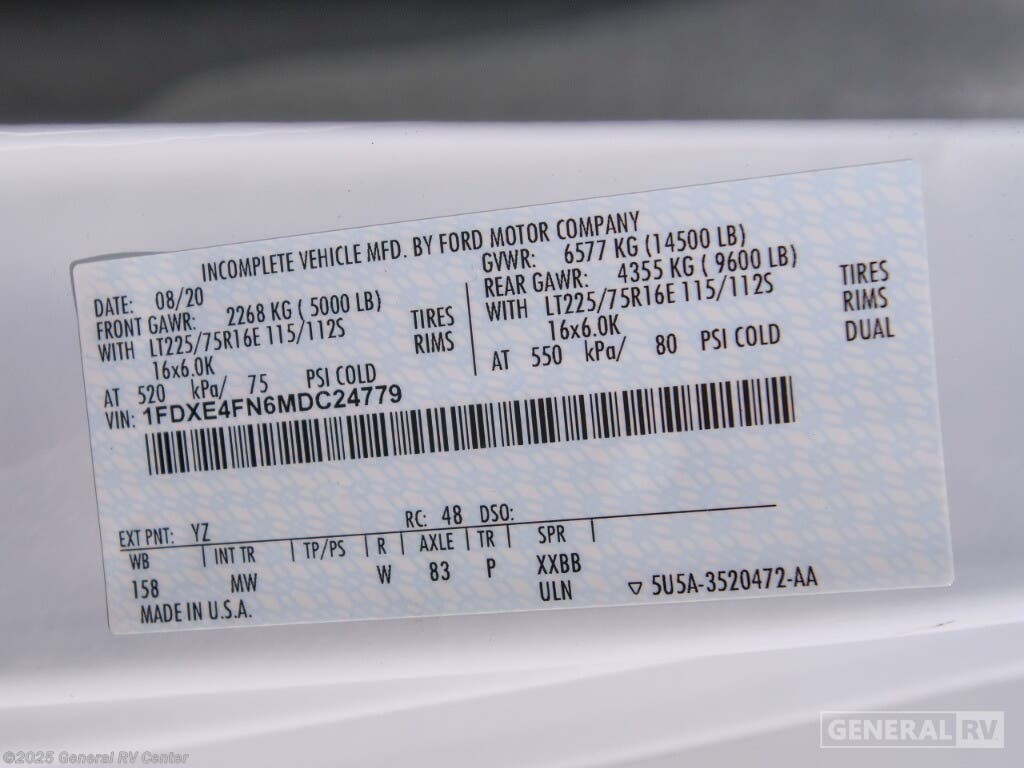 INCOMPLETE VEHICLE MFD. BY FORD MOTOR COMPANY
DATE: 08/20
GVWR: 6577 KG (14500 LB)
FRONT GAWR: 2268 KG ( 5000 LB)
REAR GAWR: 4355 KG ( 9600 LB)
WITH LT225/75R16E 115/112S TIRES
WITH LT225/75R16E 115/112S TIRES
16x6.0K RIMS
16x6.0K RIMS
AT 520 kPa/ 75 PSI COLD
AT 550 kPa/ 80 PSI COLD DUAL
VIN: 1FDXE4FN6MDC24779
EXT PNT: YZ RC: 48 DSO:
WB INT TR TP/PS R AXLE TR SPR
158 MW W 83 P XXBB
ULN ▽ 5U5A-3520472-AA
MADE IN U.S.A.
GENERAL RV
©2025 General RV Center